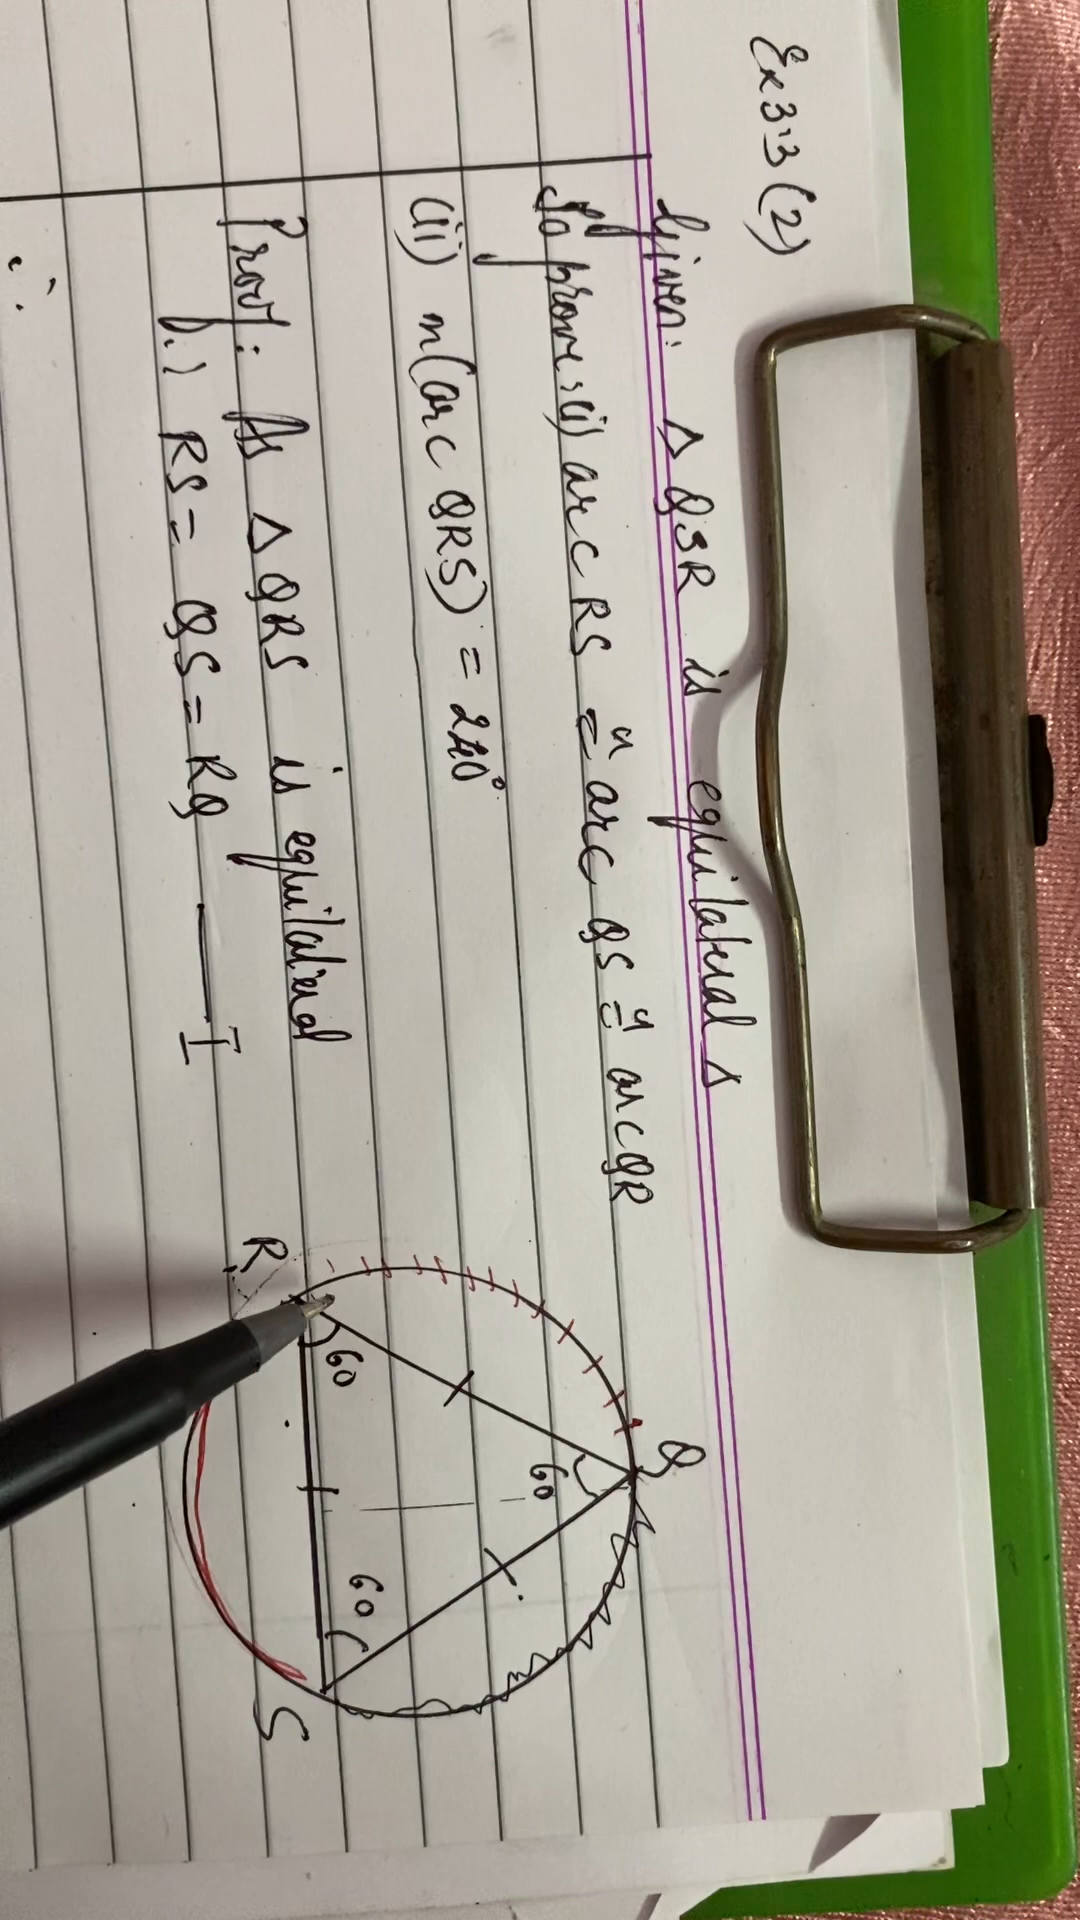 Ex 3.3 (2)
Given: △ QSR is equilateral △
To prove: (i) arc RS ≅ arc QS ≅ arc QR
(ii) m(arc QRS) = 240°
Proof: As △ QRS is equilateral
RS = QS = RQ — I
∴
Q
60
R
60
60
S